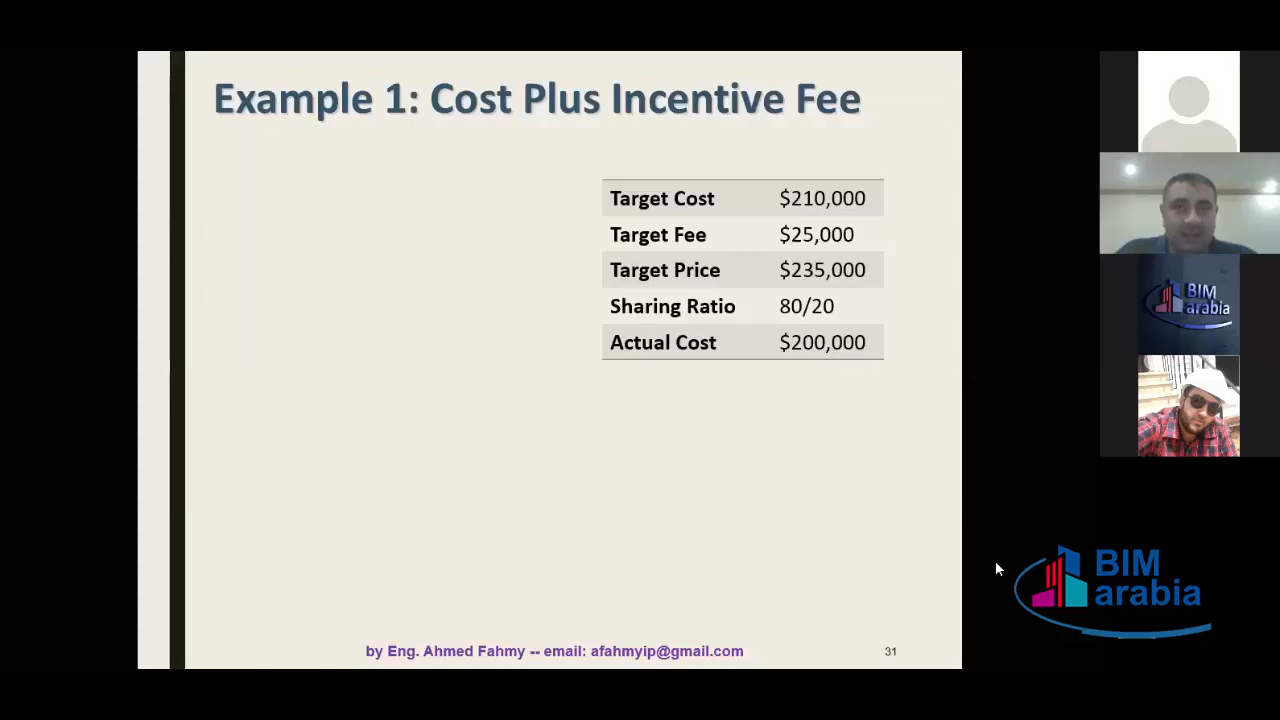 Example 1: Cost Plus Incentive Fee
Target Cost $210,000
Target Fee $25,000
Target Price $235,000
Sharing Ratio 80/20
Actual Cost $200,000
by Eng. Ahmed Fahmy -- email: afahmyip@gmail.com
31
BIM
arabia
BIM
arabia